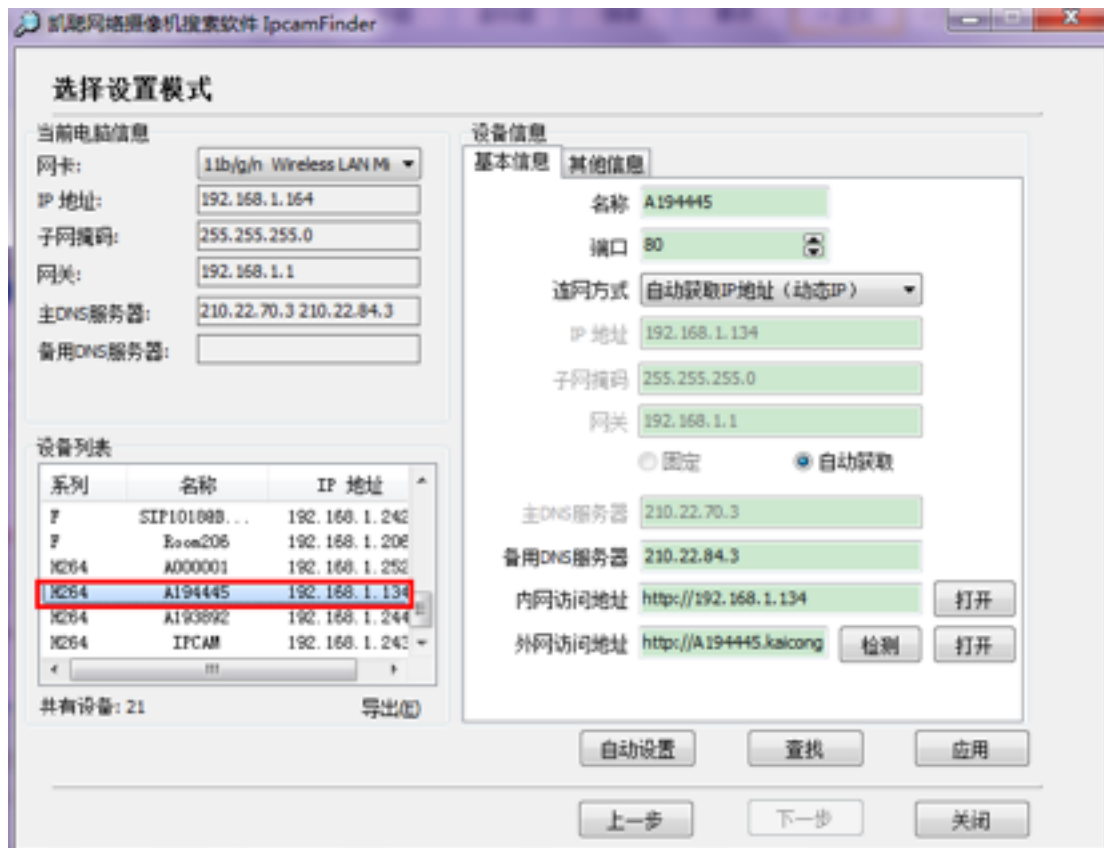 凯聪网络摄像机搜索软件 IpcamFinder
选择设置模式
当前电脑信息
网卡: 11b/g/n Wireless LAN Mi
IP 地址: 192.168.1.164
子网掩码: 255.255.255.0
网关: 192.168.1.1
主DNS服务器: 210.22.70.3 210.22.84.3
备用DNS服务器:
设备列表
系列 名称 IP 地址
F SIP1018@B... 192.168.1.242
F Room206 192.168.1.206
H264 A000001 192.168.1.252
H264 A194445 192.168.1.134
H264 A193892 192.168.1.244
H264 IPCAM 192.168.1.243
共有设备: 21 导出(E)
设备信息
基本信息 其他信息
名称 A194445
端口 80
连网方式 自动获取IP地址（动态IP）
IP 地址 192.168.1.134
子网掩码 255.255.255.0
网关 192.168.1.1
固定 自动获取
主DNS服务器 210.22.70.3
备用DNS服务器 210.22.84.3
内网访问地址 http://192.168.1.134 打开
外网访问地址 http://A194445.kaicong 检测 打开
自动设置 查找 应用
上一步 下一步 关闭